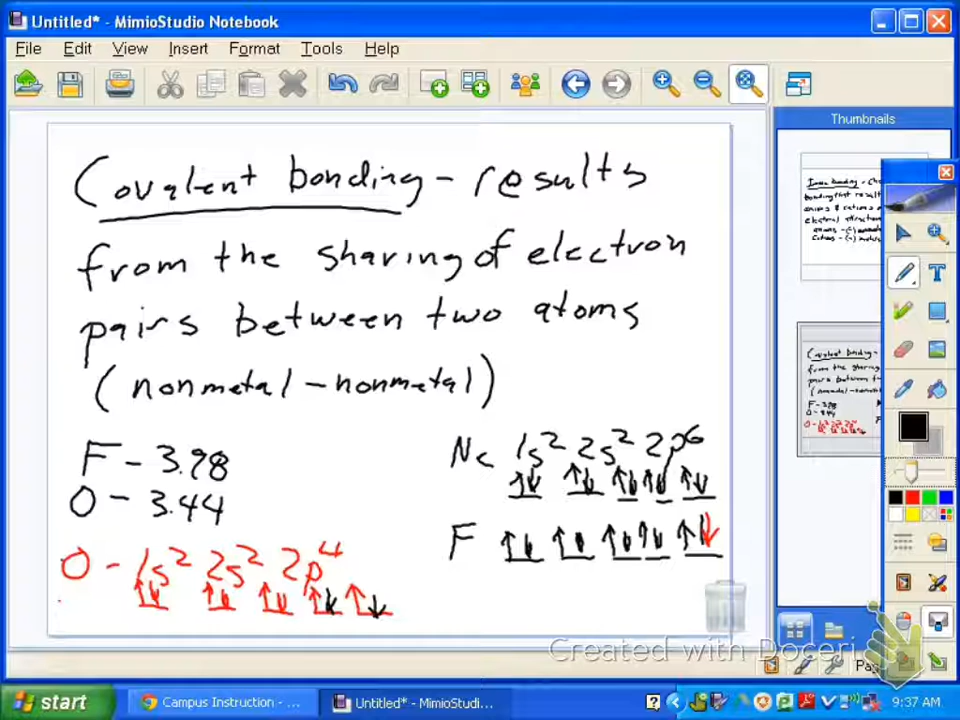 Untitled* - MimioStudio Notebook
File Edit View Insert Format Tools Help
Thumbnails
Covalent bonding - results
from the sharing of electron
pairs between two atoms
(nonmetal - nonmetal)
F - 3.98
O - 3.44
Ne 1s² 2s² 2p⁶
↑↓ ↑↓ ↑↓ ↑↓ ↑↓
F ↑↓ ↑↓ ↑↓ ↑↓ ↑↓
O - 1s² 2s² 2p⁴
↑↓ ↑↓ ↑↓ ↑↓ ↑↓
T
Created with Doceri
start
Campus Instruction - ...
Untitled* - MimioStudi...
9:37 AM